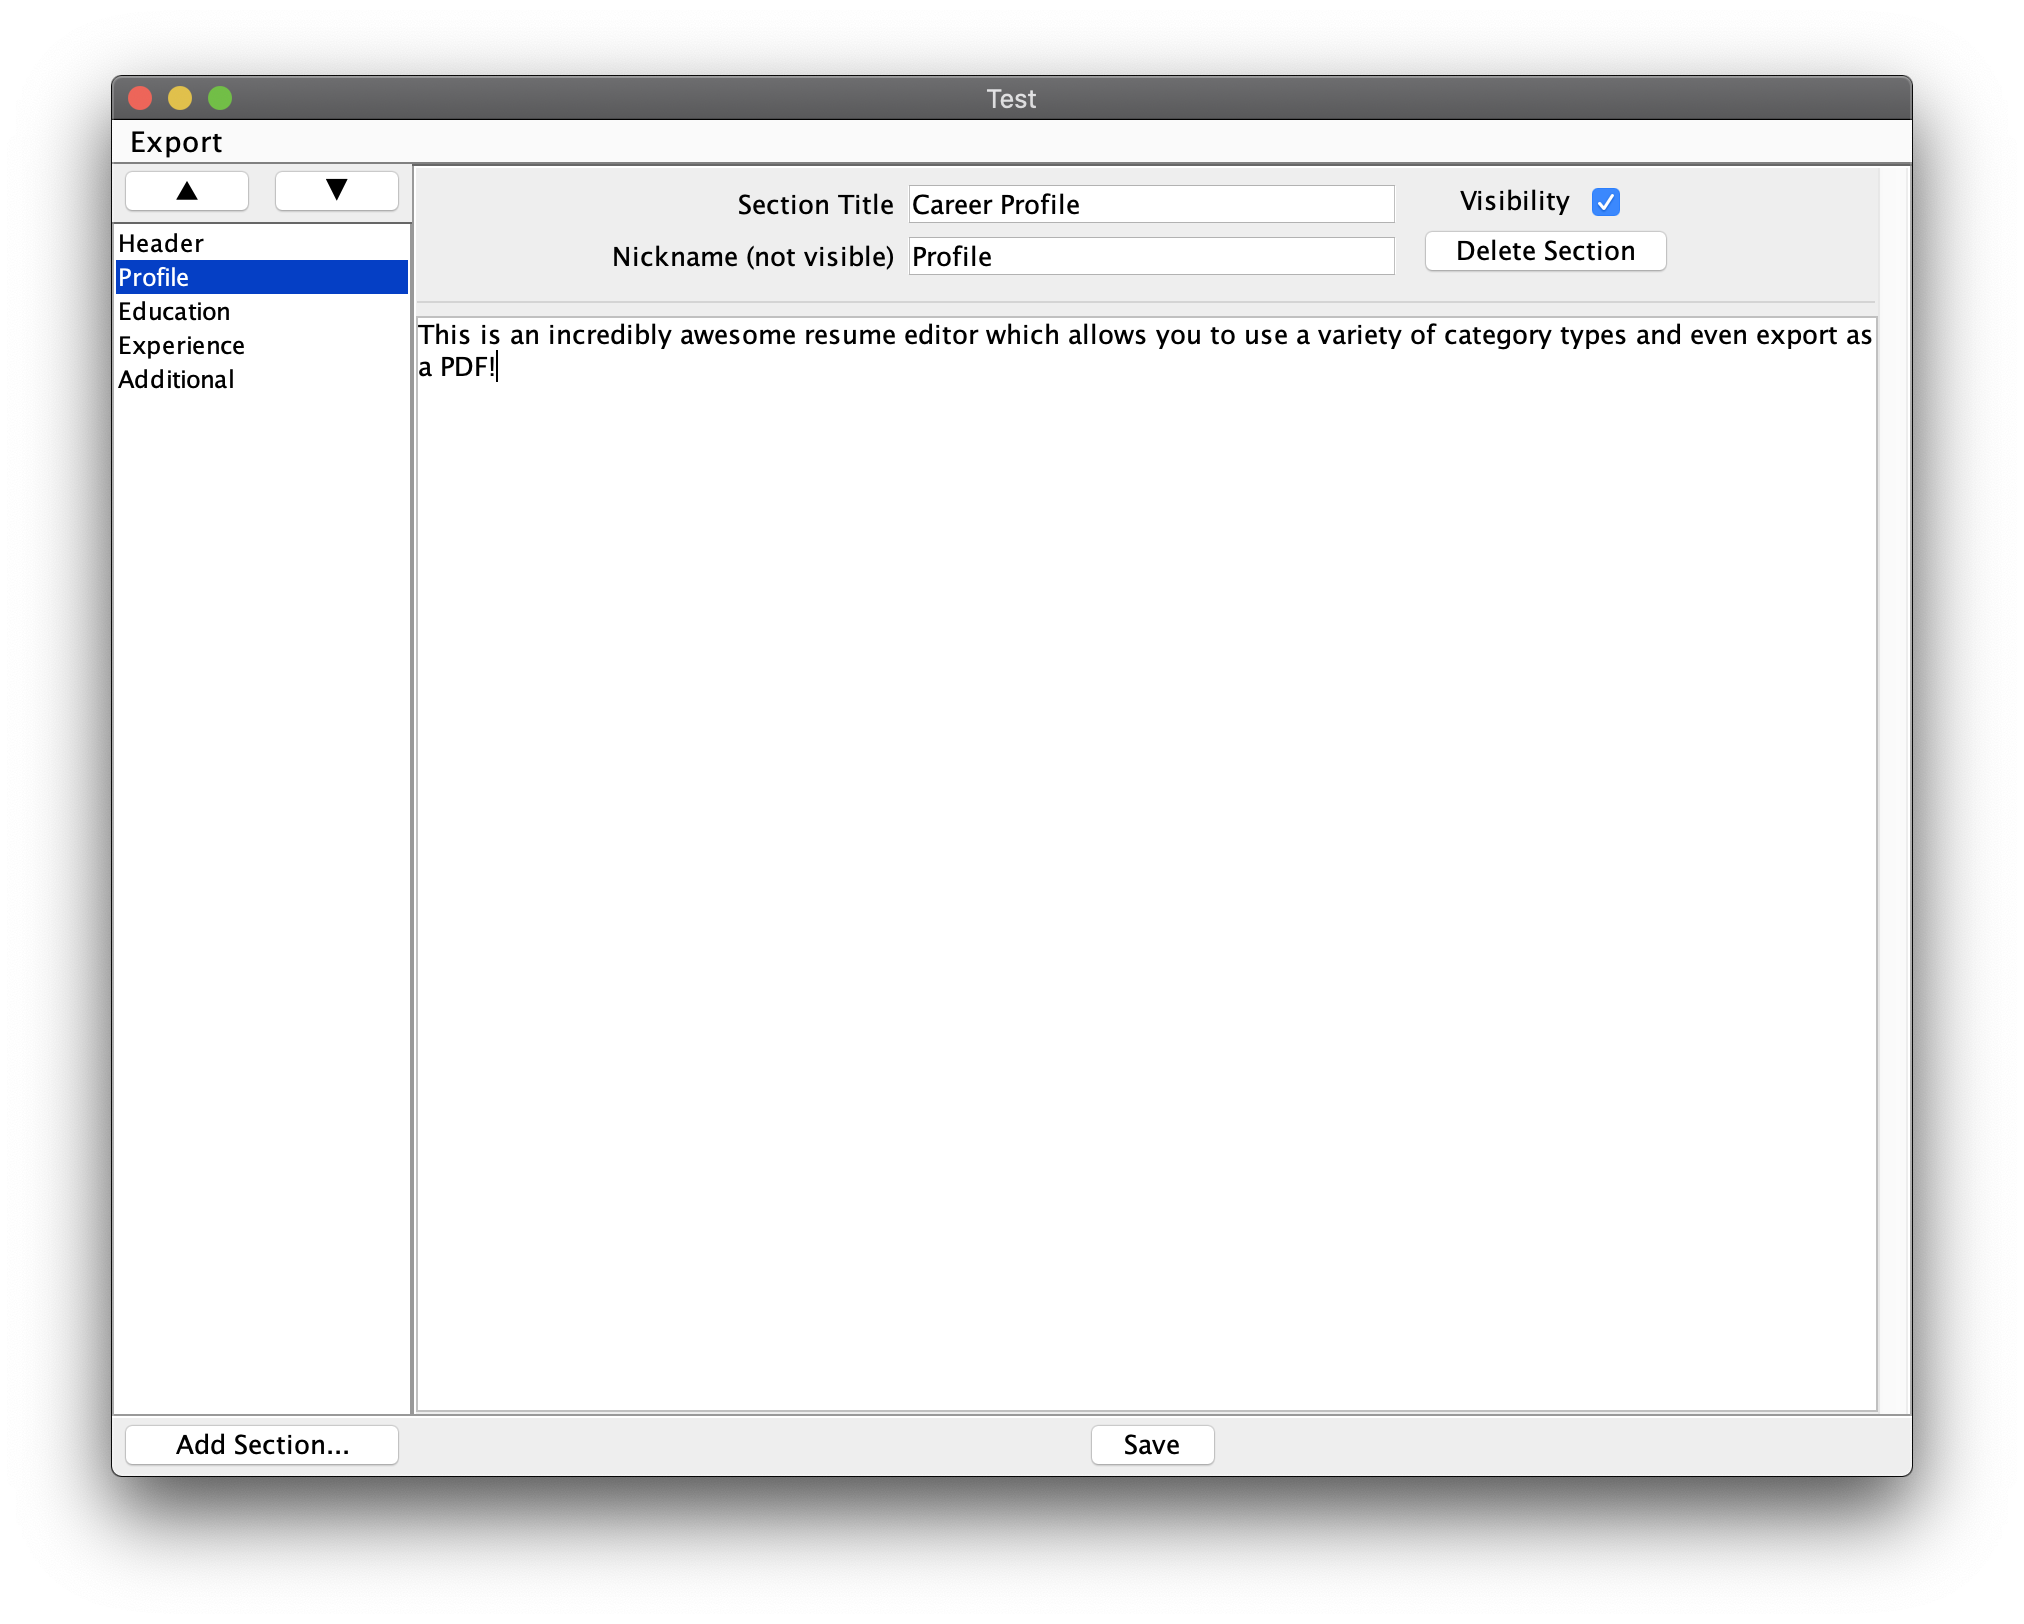 Test
Export
▲ ▼
Header
Profile
Education
Experience
Additional
Section Title Career Profile Visibility
Nickname (not visible) Profile Delete Section
This is an incredibly awesome resume editor which allows you to use a variety of category types and even export as
a PDF!
Add Section... Save